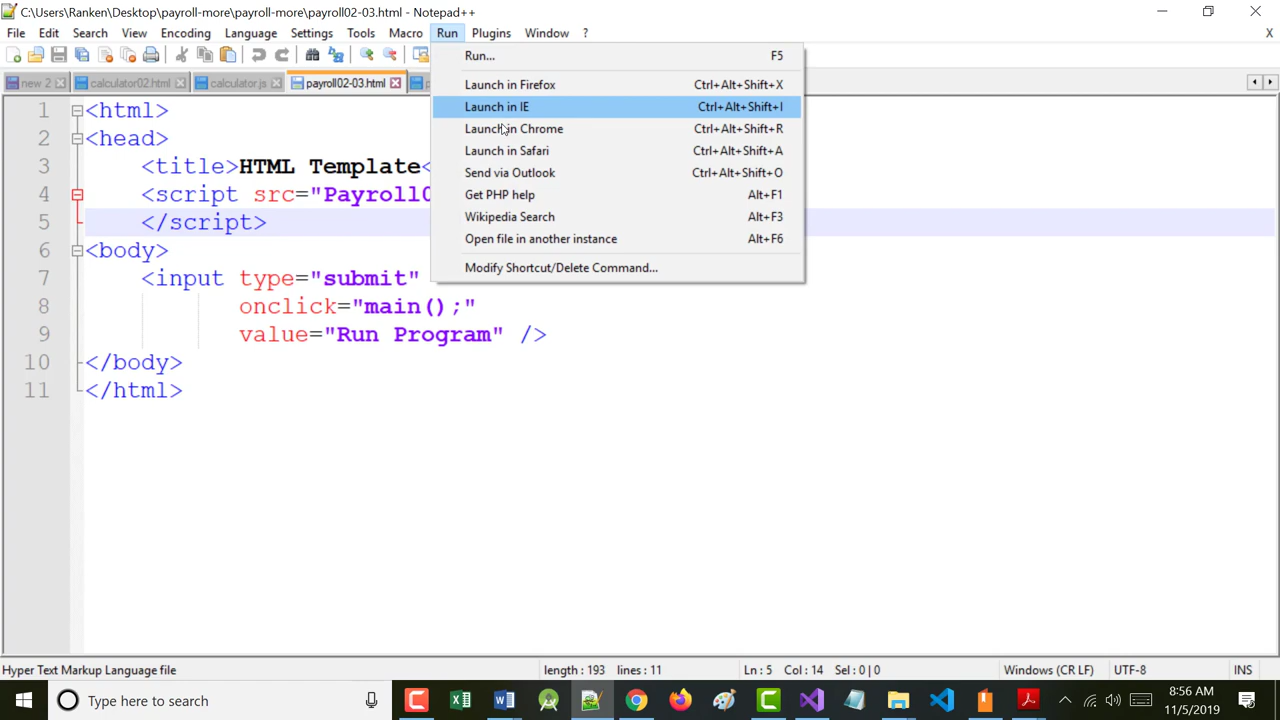 C:\Users\Ranken\Desktop\payroll-more\payroll-more\payroll02-03.html - Notepad++
File Edit Search View Encoding Language Settings Tools Macro Run Plugins Window ? X
new 2 calculator02.html calculator.js payroll02-03.html
Run... F5
Launch in Firefox Ctrl+Alt+Shift+X
Launch in IE Ctrl+Alt+Shift+I
Launch in Chrome Ctrl+Alt+Shift+R
Launch in Safari Ctrl+Alt+Shift+A
Send via Outlook Ctrl+Alt+Shift+O
Get PHP help Alt+F1
Wikipedia Search Alt+F3
Open file in another instance Alt+F6
Modify Shortcut/Delete Command...
1 <html>
2 <head>
3 <title>HTML Template<
4 <script src="Payroll0
5 </script>
6 <body>
7 <input type="submit"
8 onclick="main();"
9 value="Run Program" />
10 </body>
11 </html>
Hyper Text Markup Language file length : 193 lines : 11 Ln : 5 Col : 14 Sel : 0 | 0 Windows (CR LF) UTF-8 INS
Type here to search
8:56 AM
11/5/2019